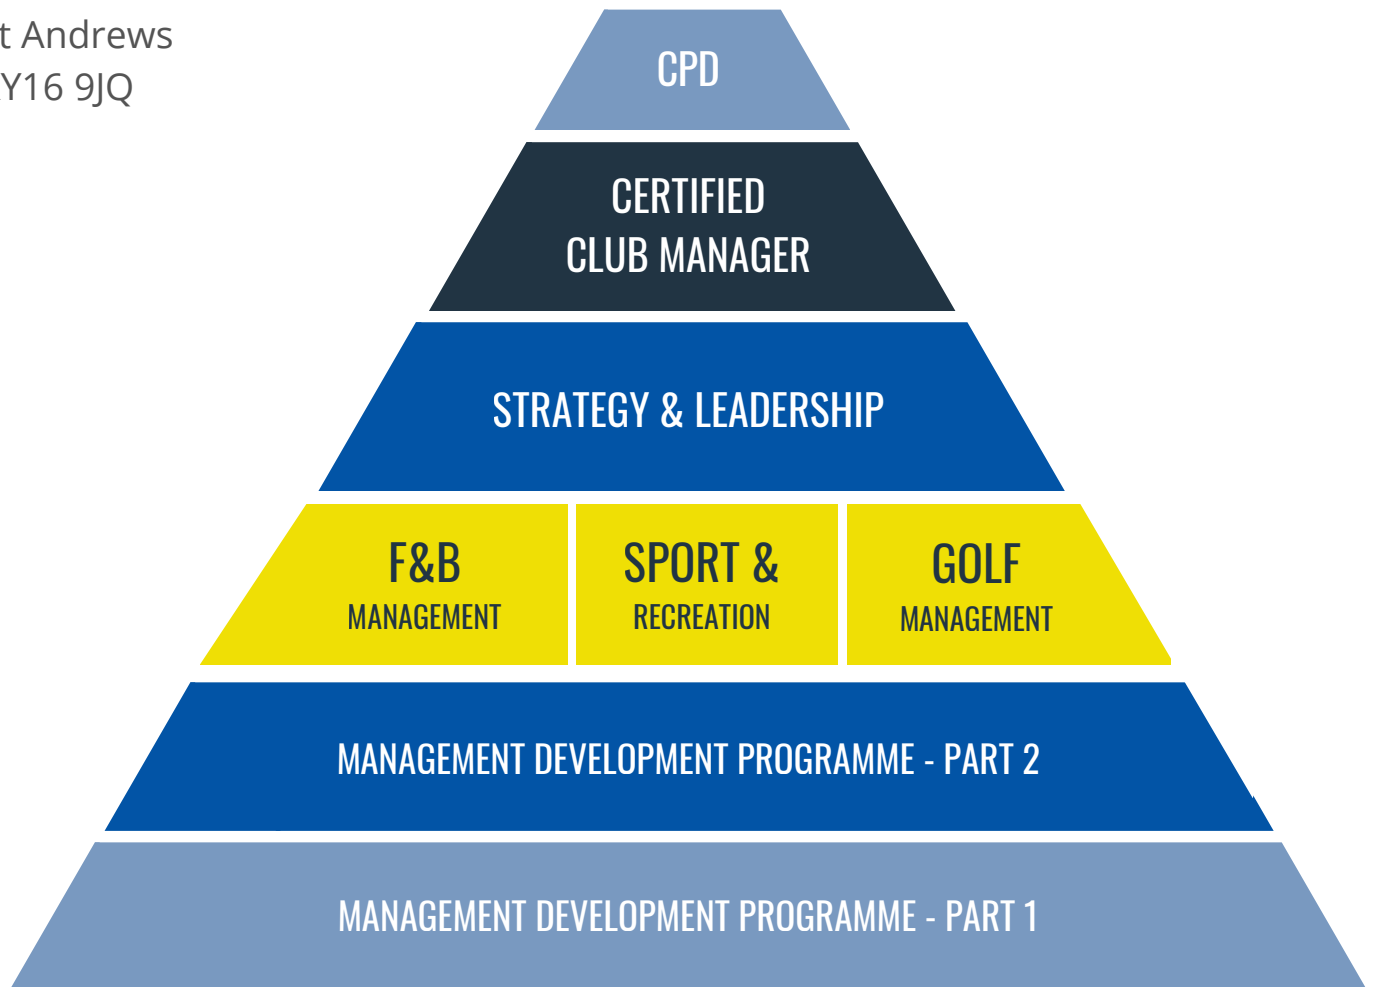 t Andrews
Y16 9JQ
CPD
CERTIFIED
CLUB MANAGER
STRATEGY & LEADERSHIP
F&B
MANAGEMENT
SPORT &
RECREATION
GOLF
MANAGEMENT
MANAGEMENT DEVELOPMENT PROGRAMME - PART 2
MANAGEMENT DEVELOPMENT PROGRAMME - PART 1